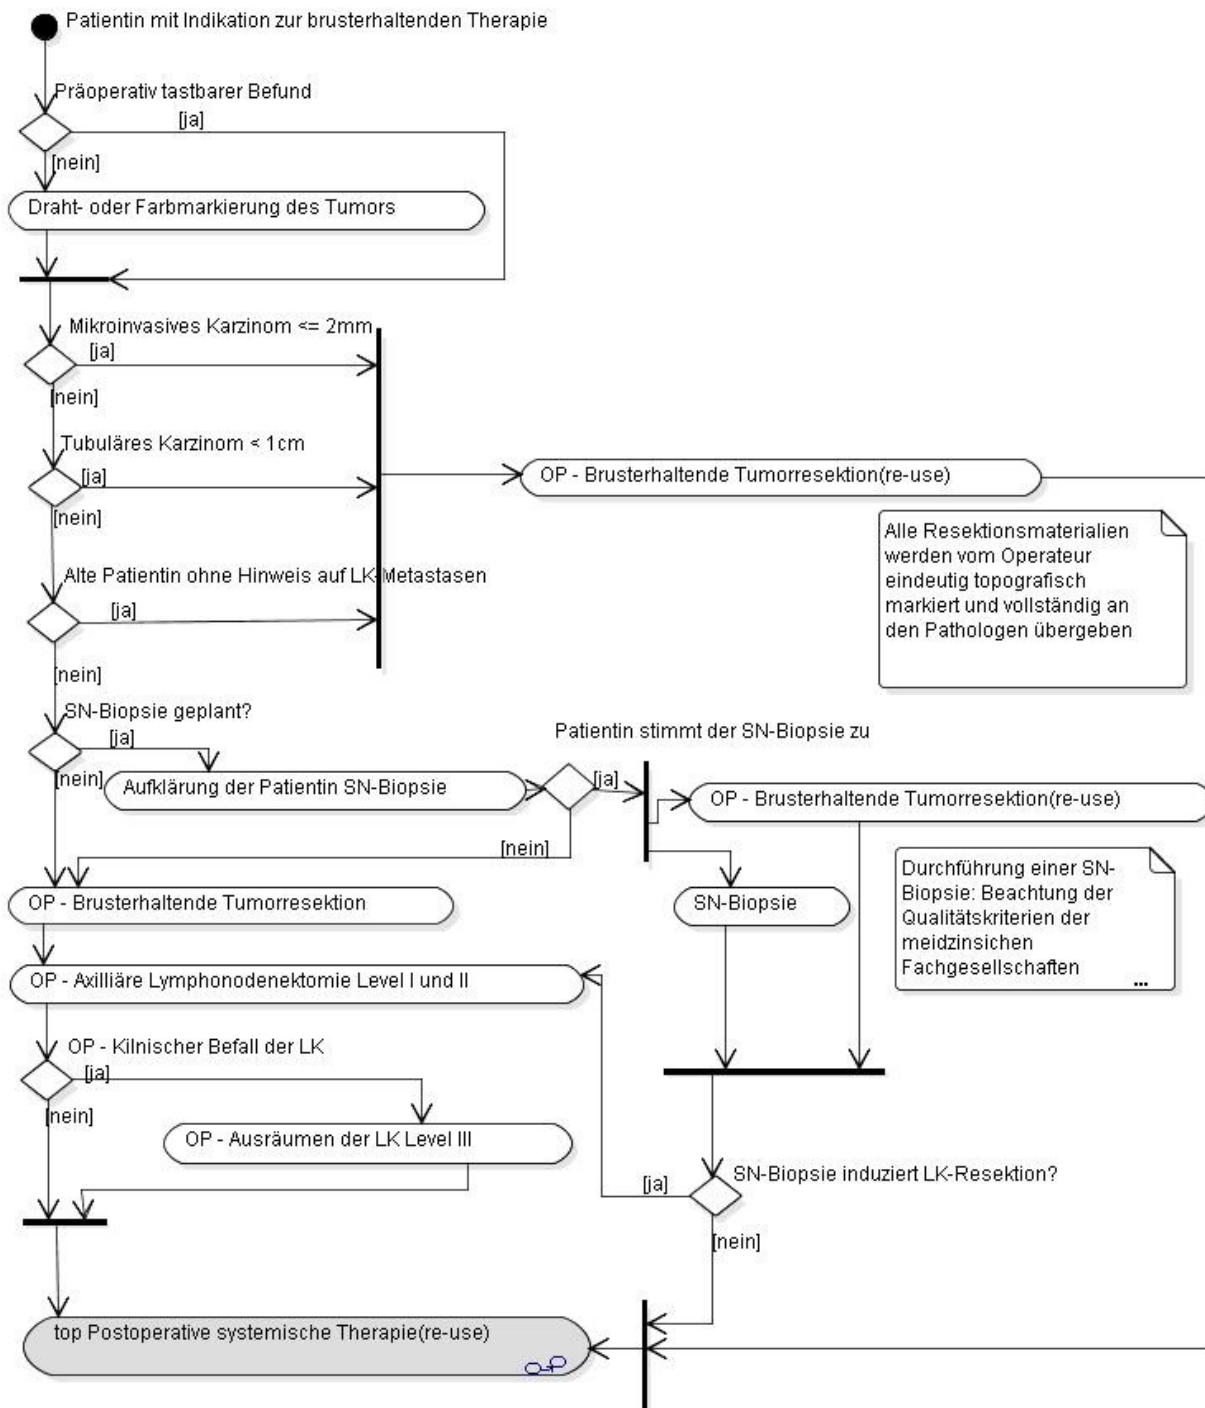 Patientin mit Indikation zur brusterhaltenden Therapie
Präoperativ tastbarer Befund
[ja]
[nein]
Draht- oder Farbmarkierung des Tumors
Mikroinvasives Karzinom <= 2mm
[ja]
[nein]
Tubuläres Karzinom < 1cm
[ja]
[nein]
OP - Brusterhaltende Tumorresektion(re-use)
Alle Resektionsmaterialien
werden vom Operateur
eindeutig topografisch
markiert und vollständig an
den Pathologen übergeben
Alte Patientin ohne Hinweis auf LK-Metastasen
[ja]
[nein]
SN-Biopsie geplant?
[ja]
[nein]
Aufklärung der Patientin SN-Biopsie
Patientin stimmt der SN-Biopsie zu
[ja]
[nein]
OP - Brusterhaltende Tumorresektion(re-use)
SN-Biopsie
Durchführung einer SN-
Biopsie: Beachtung der
Qualitätskriterien der
meidzinsichen
Fachgesellschaften
...
OP - Brusterhaltende Tumorresektion
OP - Axilliäre Lymphonodenektomie Level I und II
OP - Kilnischer Befall der LK
[ja]
[nein]
OP - Ausräumen der LK Level III
SN-Biopsie induziert LK-Resektion?
[ja]
[nein]
top Postoperative systemische Therapie(re-use)